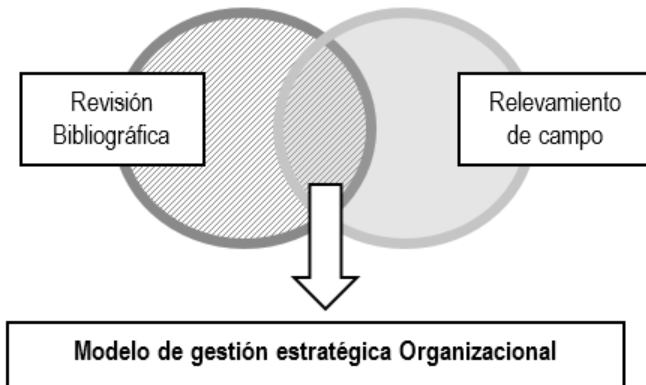 Revisión
Bibliográfica
Relevamiento
de campo
Modelo de gestión estratégica Organizacional